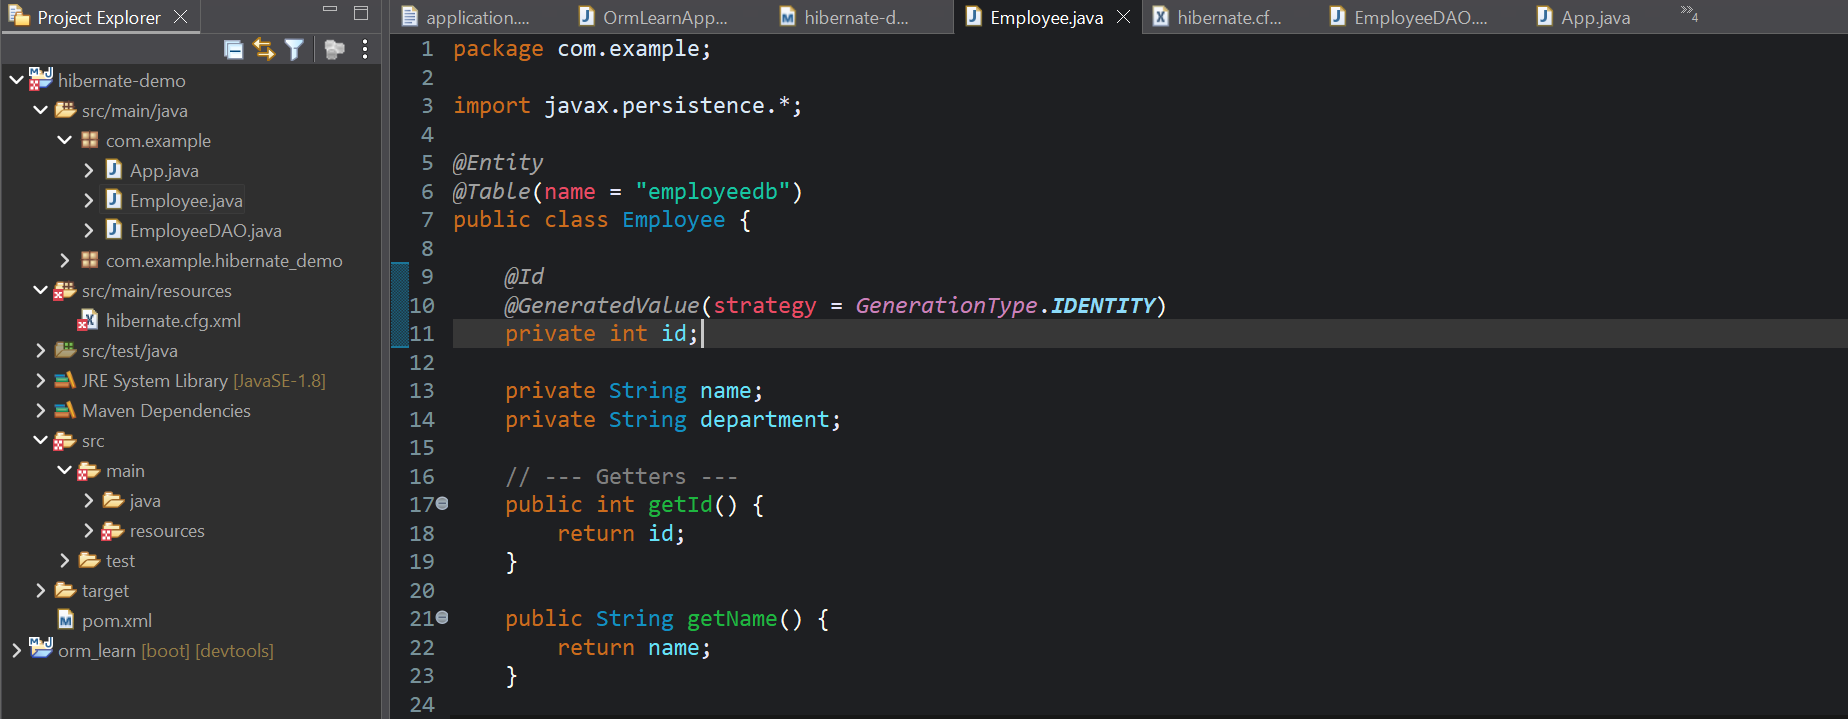 Project Explorer
hibernate-demo
src/main/java
com.example
App.java
Employee.java
EmployeeDAO.java
com.example.hibernate_demo
src/main/resources
hibernate.cfg.xml
src/test/java
JRE System Library [JavaSE-1.8]
Maven Dependencies
src
main
java
resources
test
target
pom.xml
orm_learn [boot] [devtools]
application.... OrmLearnApp... hibernate-d... Employee.java hibernate.cf... EmployeeDAO.... App.java »4
1 package com.example;
2
3 import javax.persistence.*;
4
5 @Entity
6 @Table(name = "employeedb")
7 public class Employee {
8
9 @Id
10 @GeneratedValue(strategy = GenerationType.IDENTITY)
11 private int id;
12
13 private String name;
14 private String department;
15
16 // --- Getters ---
17 public int getId() {
18 return id;
19 }
20
21 public String getName() {
22 return name;
23 }
24